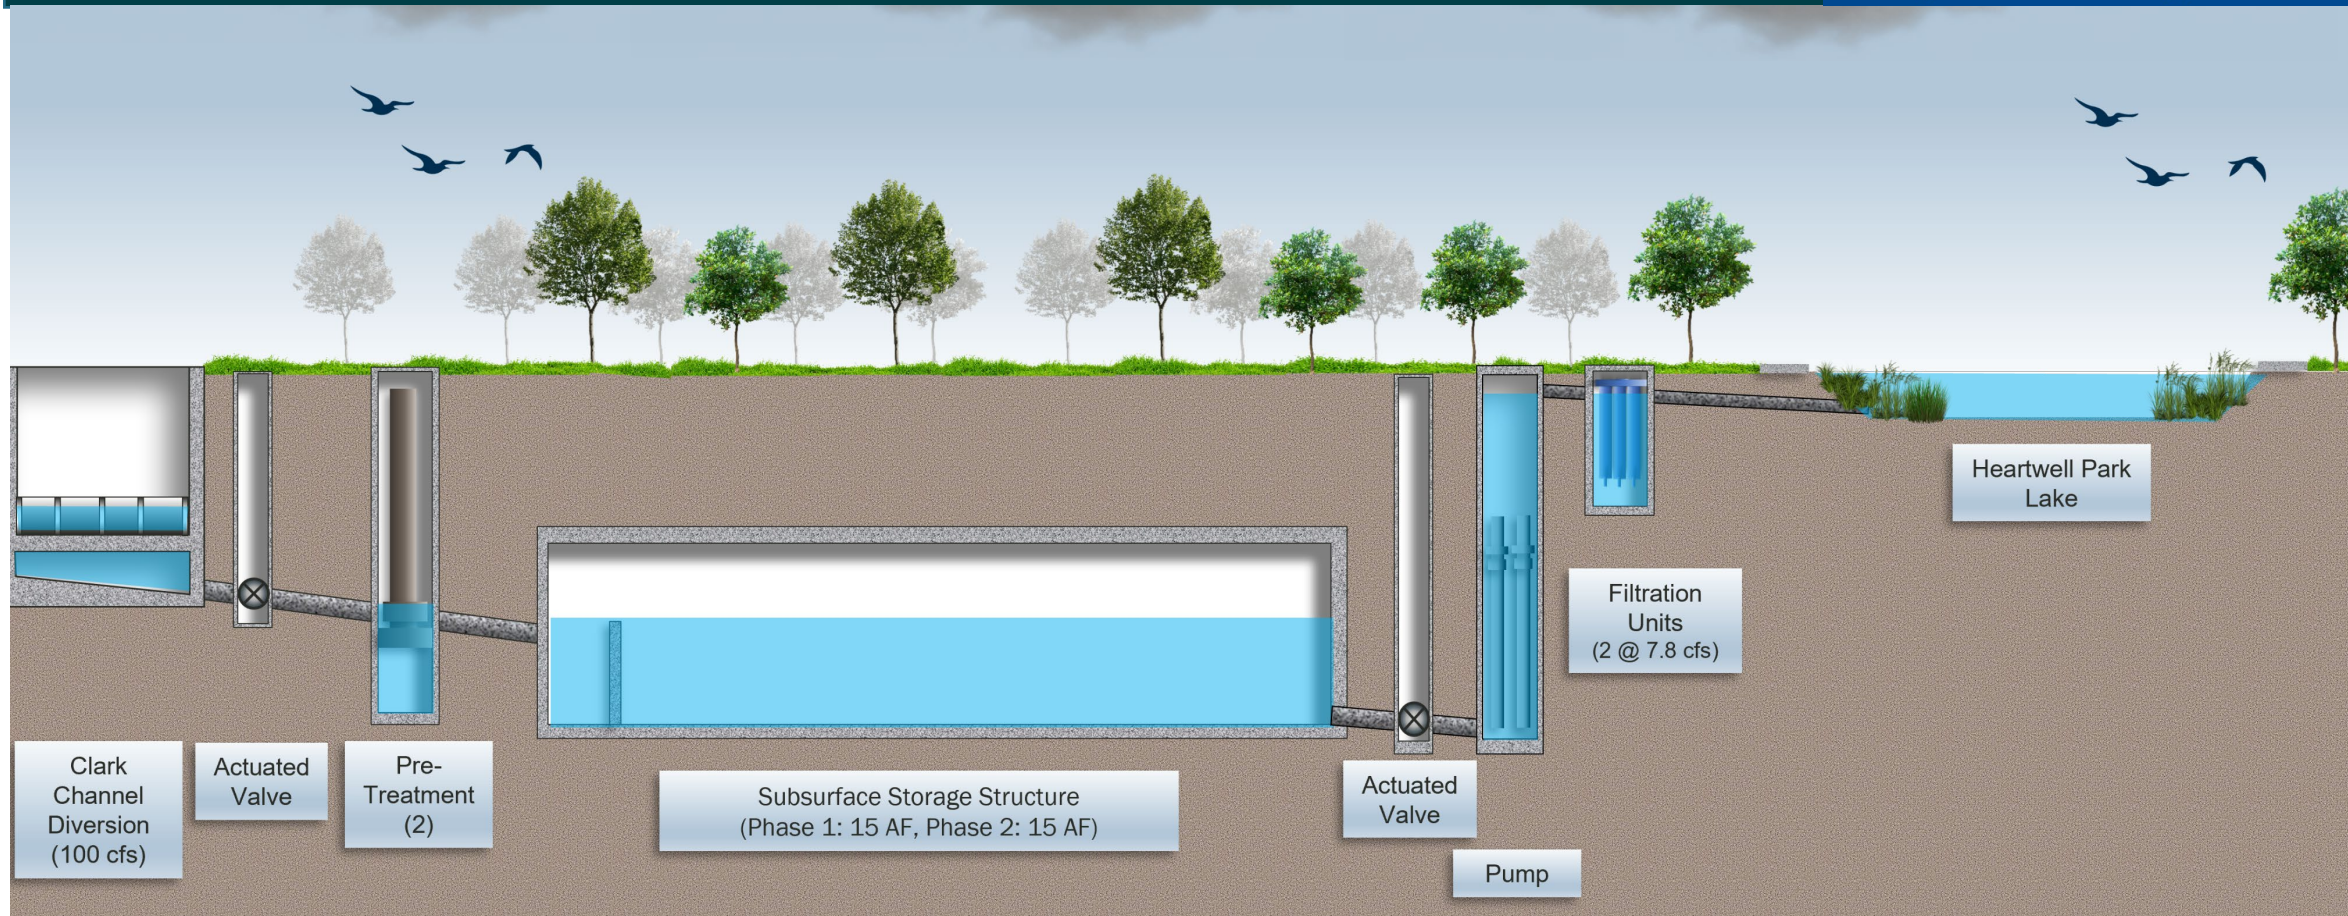 Clark
Channel
Diversion
(100 cfs)
Actuated
Valve
Pre-
Treatment
(2)
Subsurface Storage Structure
(Phase 1: 15 AF, Phase 2: 15 AF)
Actuated
Valve
Pump
Filtration
Units
(2 @ 7.8 cfs)
Heartwell Park
Lake